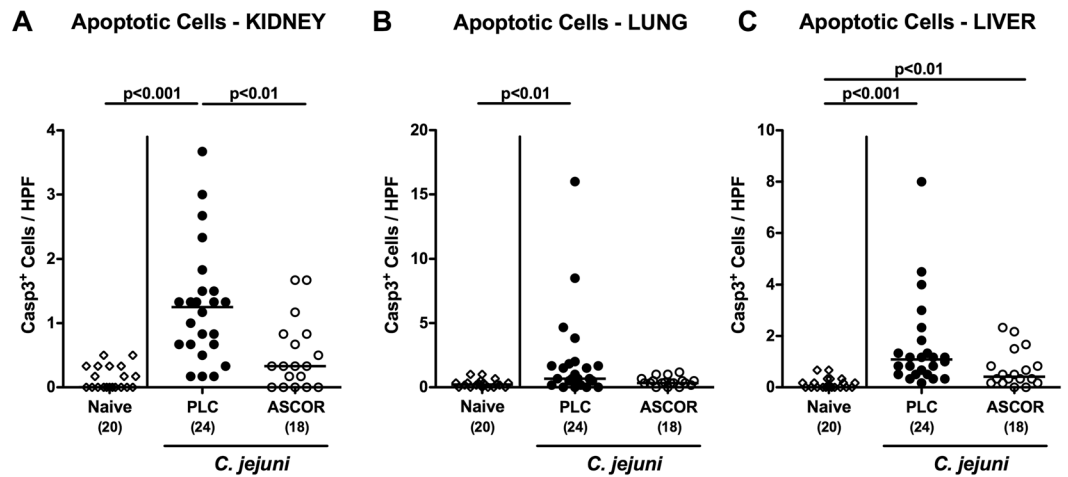 A Apoptotic Cells - KIDNEY
p<0.001 p<0.01
Casp3+ Cells / HPF
4
3
2
1
0
Naive PLC ASCOR
(20) (24) (18)
C. jejuni
B Apoptotic Cells - LUNG
p<0.01
Casp3+ Cells / HPF
20
15
10
5
0
Naive PLC ASCOR
(20) (24) (18)
C. jejuni
C Apoptotic Cells - LIVER
p<0.01
p<0.001
Casp3+ Cells / HPF
10
8
6
4
2
0
Naive PLC ASCOR
(20) (24) (18)
C. jejuni